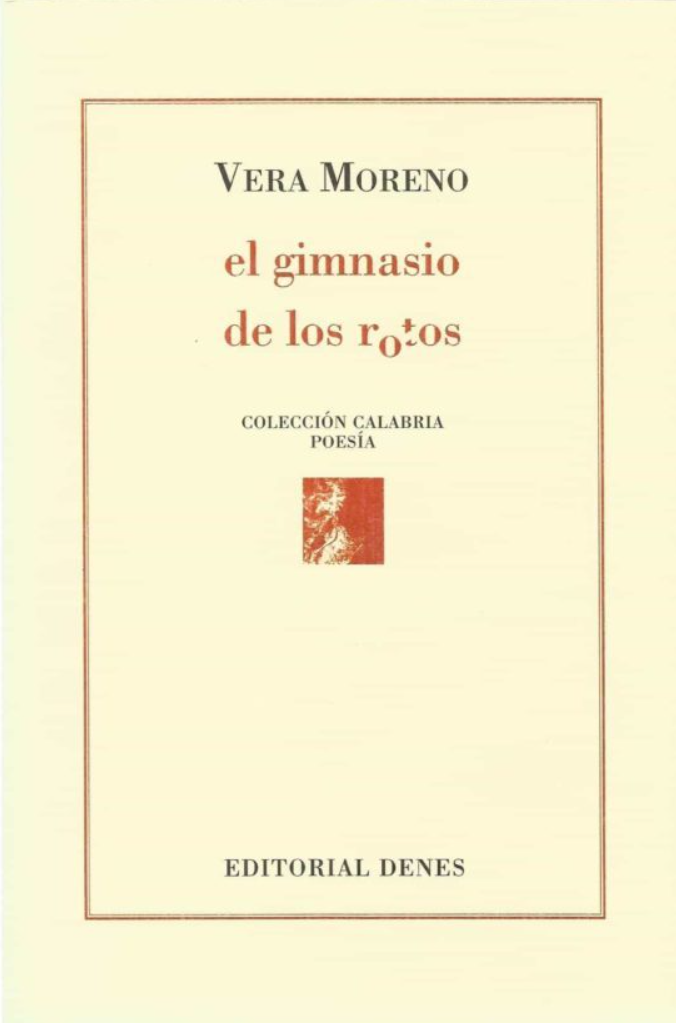 VERA MORENO
el gimnasio
de los rotos
COLECCIÓN CALABRIA
POESÍA
EDITORIAL DENES